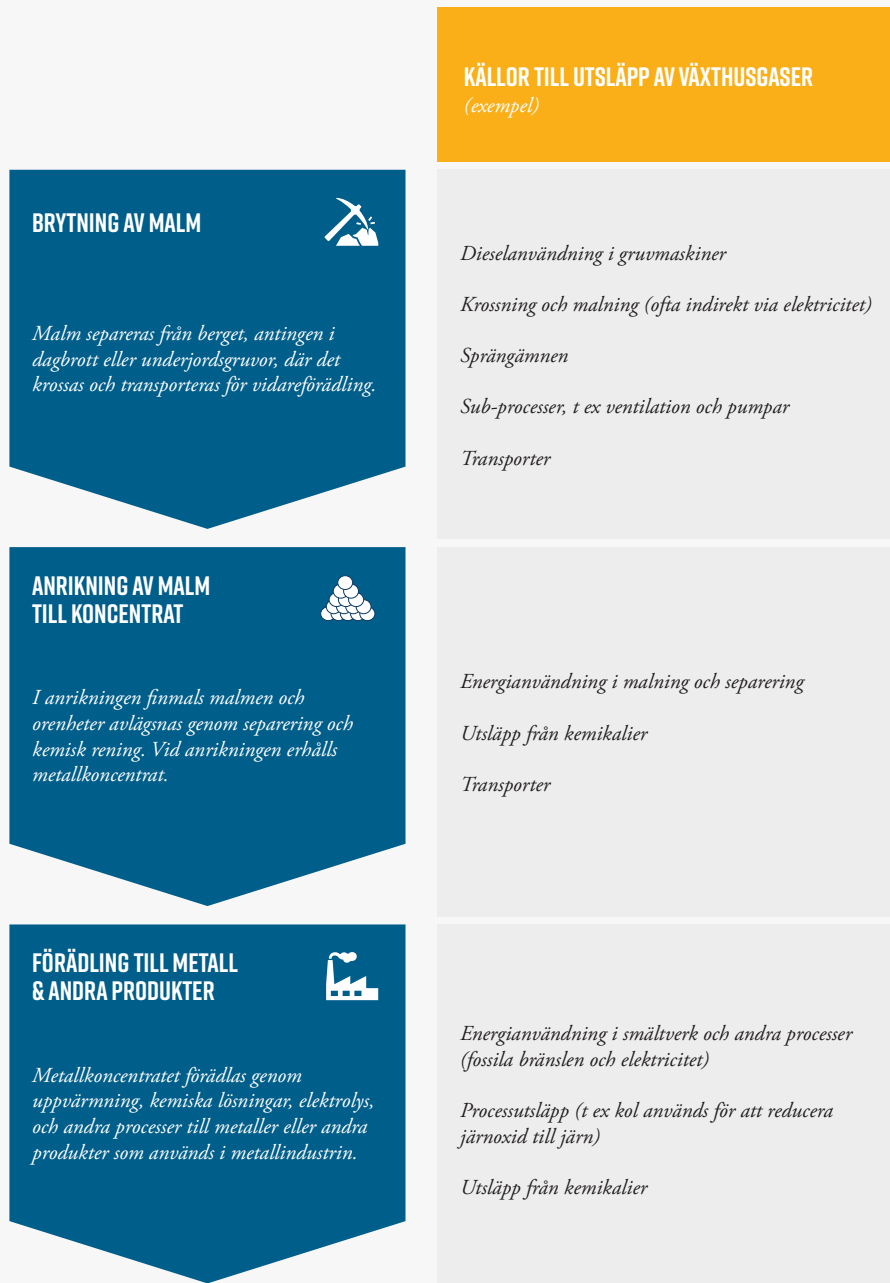 KÄLLOR TILL UTSLÄPP AV VÄXTHUSGASER
(exempel)
BRYTNING AV MALM
Malm separeras från berget, antingen i
dagbrott eller underjordsgruvor, där det
krossas och transporteras för vidareförädling.
Dieselanvändning i gruvmaskiner
Krossning och malning (ofta indirekt via elektricitet)
Sprängämnen
Sub-processer, t ex ventilation och pumpar
Transporter
ANRIKNING AV MALM
TILL KONCENTRAT
I anrikningen finmals malmen och
orenheter avlägsnas genom separering och
kemisk rening. Vid anrikningen erhålls
metallkoncentrat.
Energianvändning i malning och separering
Utsläpp från kemikalier
Transporter
FÖRÄDLING TILL METALL
& ANDRA PRODUKTER
Metallkoncentratet förädlas genom
uppvärmning, kemiska lösningar, elektrolys,
och andra processer till metaller eller andra
produkter som används i metallindustrin.
Energianvändning i smältverk och andra processer
(fossila bränslen och elektricitet)
Processutsläpp (t ex kol används för att reducera
järnoxid till järn)
Utsläpp från kemikalier